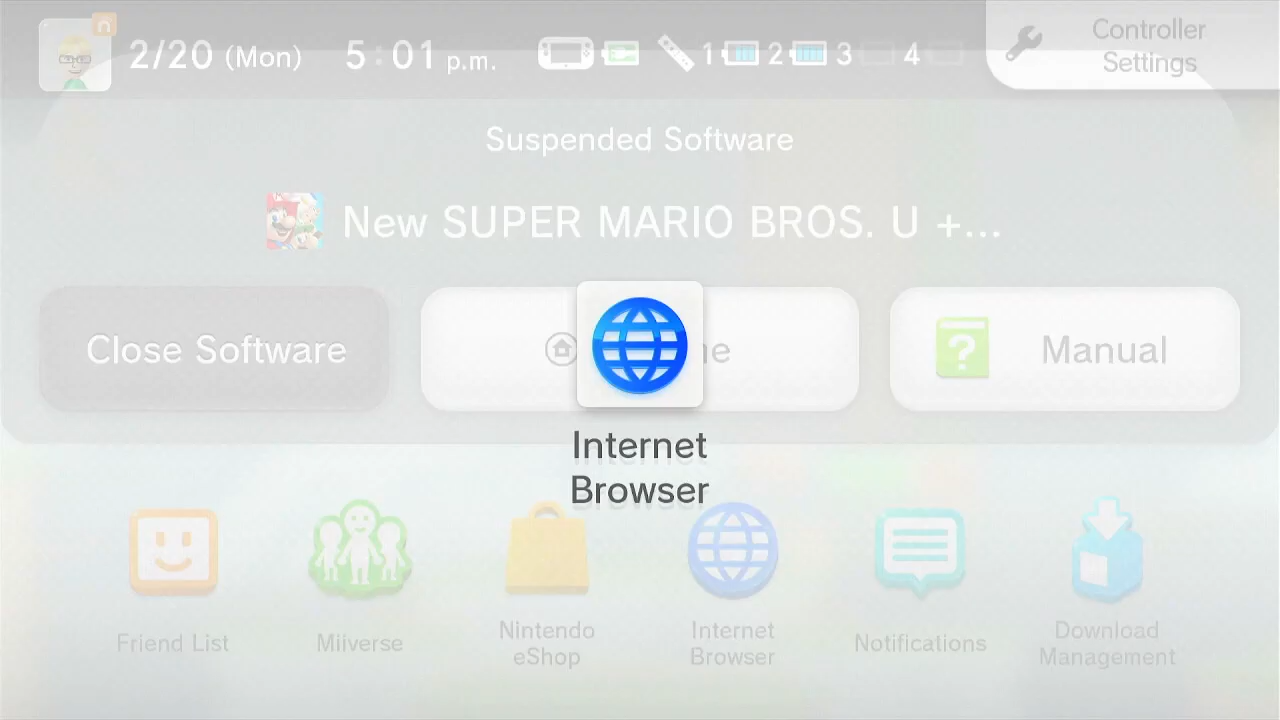 2/20 (Mon) 5:01 p.m. 1 2 3 4
Controller
Settings
Suspended Software
New SUPER MARIO BROS. U +...
Close Software
Manual
Internet
Browser
Friend List
Miiverse
Nintendo
eShop
Internet
Browser
Notifications
Download
Management